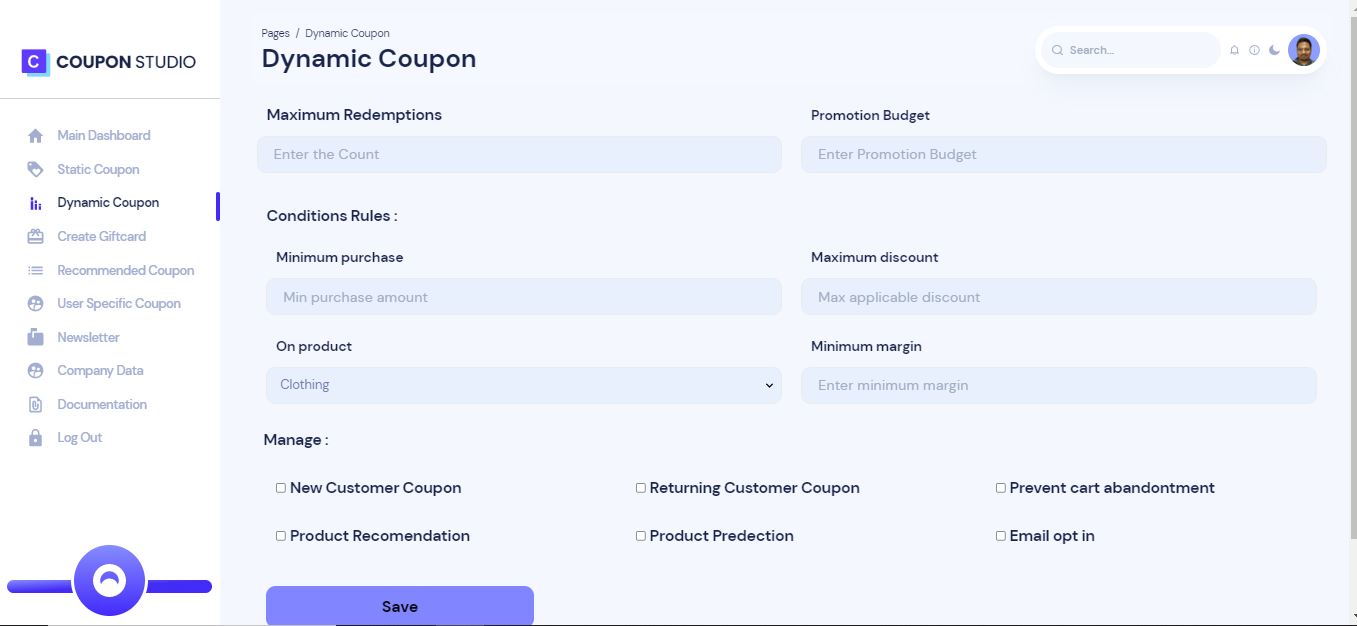 C COUPON STUDIO
Main Dashboard
Static Coupon
Dynamic Coupon
Create Giftcard
Recommended Coupon
User Specific Coupon
Newsletter
Company Data
Documentation
Log Out
Pages / Dynamic Coupon
Dynamic Coupon
Search...
Maximum Redemptions
Promotion Budget
Enter the Count
Enter Promotion Budget
Conditions Rules :
Minimum purchase
Maximum discount
Min purchase amount
Max applicable discount
On product
Minimum margin
Clothing
Enter minimum margin
Manage :
New Customer Coupon
Returning Customer Coupon
Prevent cart abandontment
Product Recomendation
Product Predection
Email opt in
Save